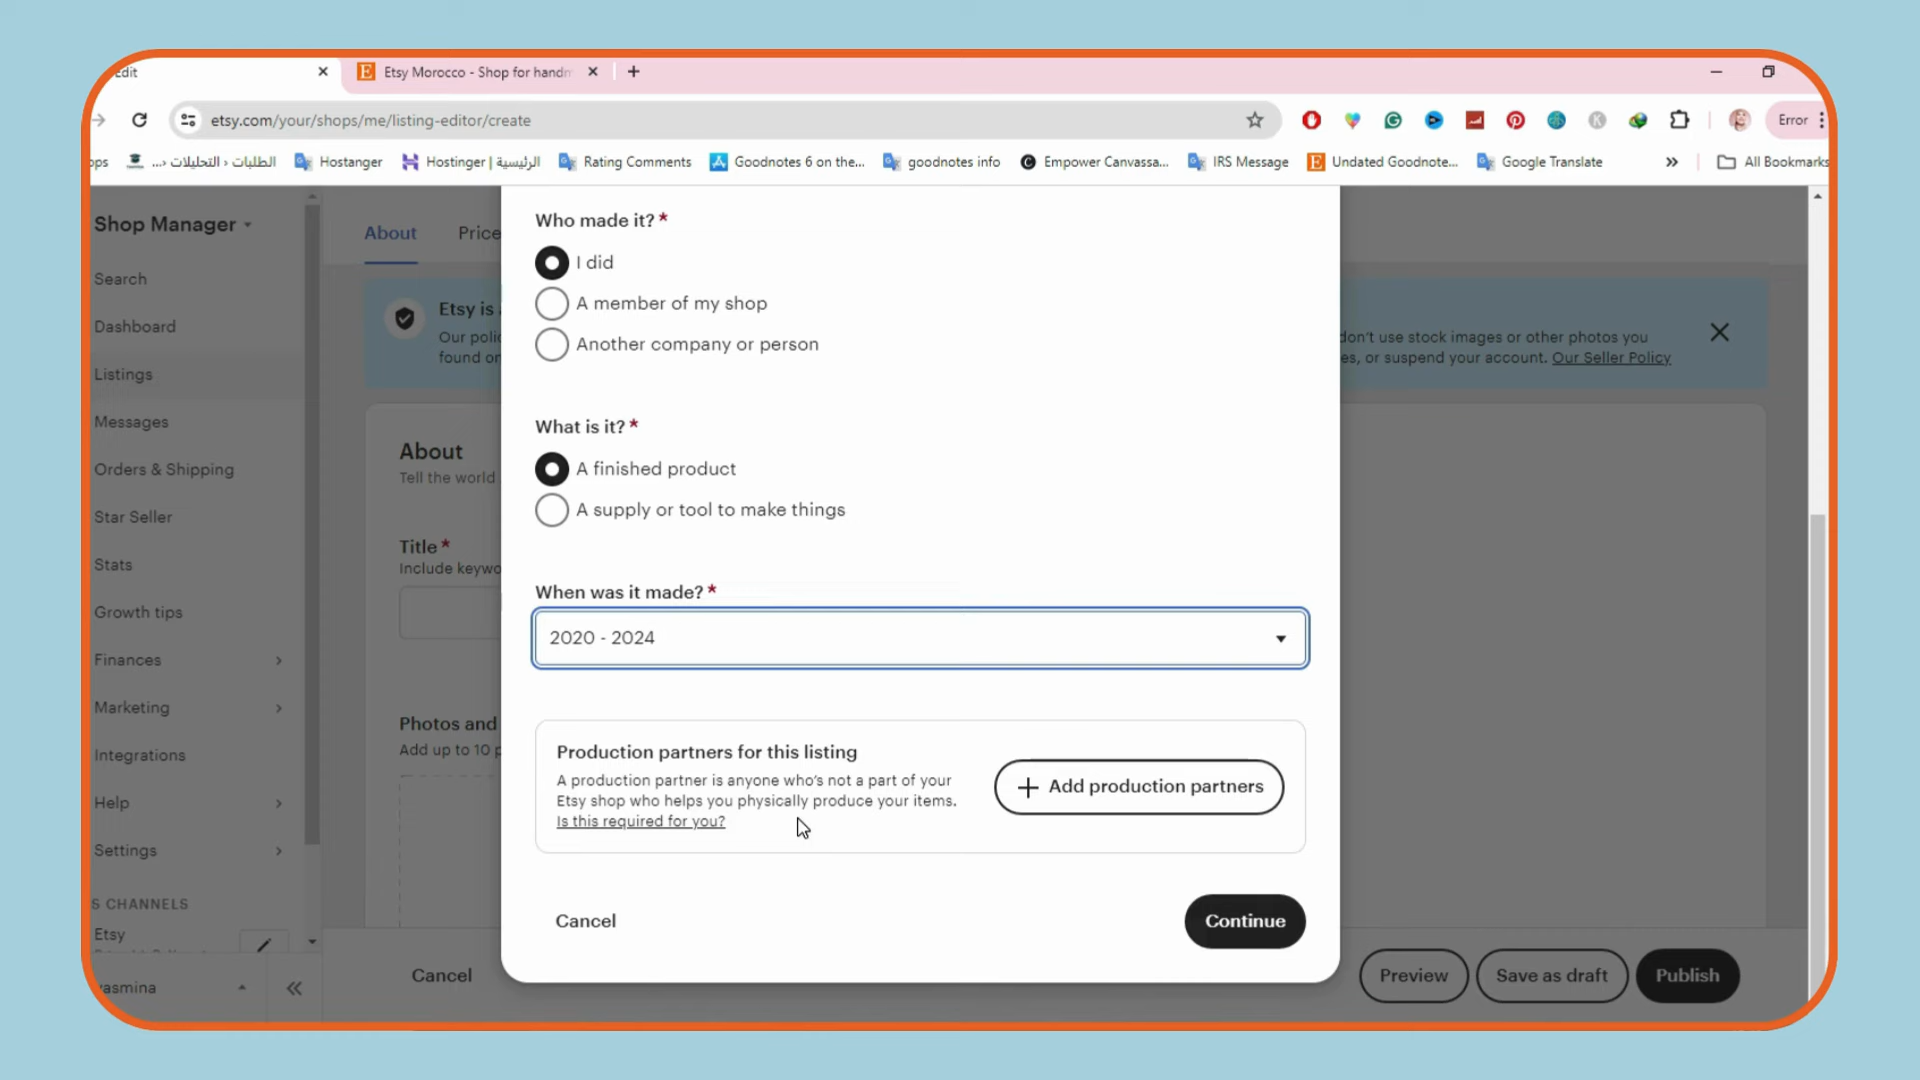 Edit
Etsy Morocco - Shop for handm
etsy.com/your/shops/me/listing-editor/create
Error
ops
الطلبات ‹ التحليلات ‹...
Hostanger
Hostinger | الرئيسية
Rating Comments
Goodnotes 6 on the...
goodnotes info
Empower Canvassa...
IRS Message
Undated Goodnote...
Google Translate
»
All Bookmarks
Shop Manager
Search
Dashboard
Listings
Messages
Orders & Shipping
Star Seller
Stats
Growth tips
Finances
Marketing
Integrations
Help
Settings
S CHANNELS
Etsy
yasmina
About
Price
Etsy is a
Our polic
found on
don't use stock images or other photos you
es, or suspend your account. Our Seller Policy
About
Tell the world
Title *
Include keywo
Photos and
Add up to 10 p
Who made it? *
I did
A member of my shop
Another company or person
What is it? *
A finished product
A supply or tool to make things
When was it made? *
2020 - 2024
Production partners for this listing
A production partner is anyone who's not a part of your
Etsy shop who helps you physically produce your items.
Is this required for you?
+ Add production partners
Cancel
Continue
Cancel
Preview
Save as draft
Publish